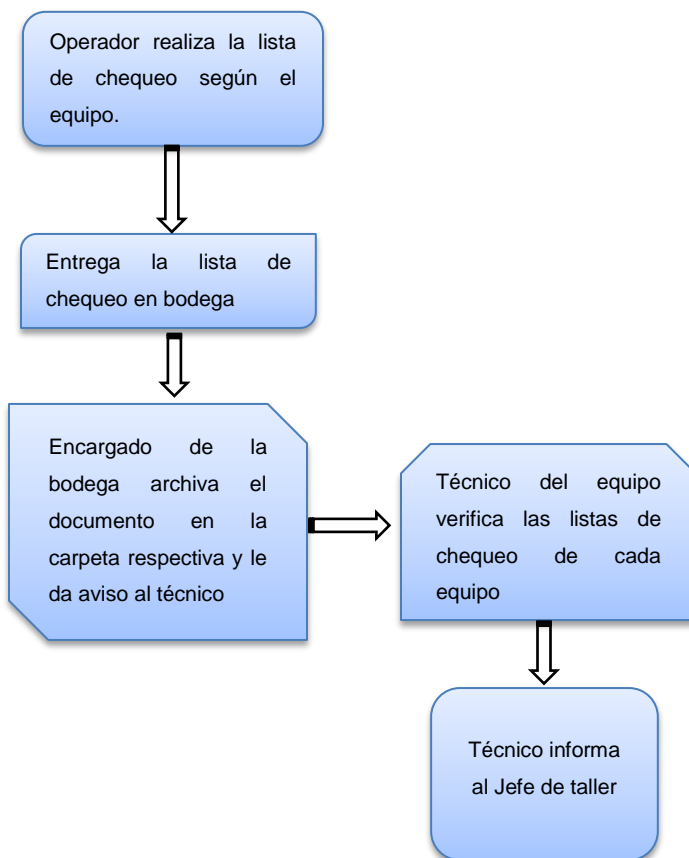 Operador realiza la lista
de chequeo según el
equipo.
Entrega la lista de
chequeo en bodega
Encargado de la
bodega archiva el
documento en la
carpeta respectiva y le
da aviso al técnico
Técnico del equipo
verifica las listas de
chequeo de cada
equipo
Técnico informa
al Jefe de taller